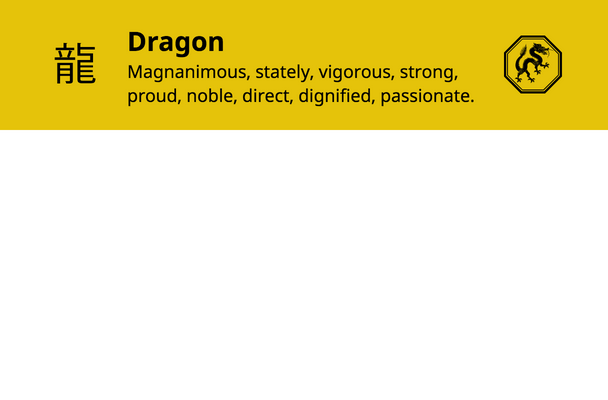 龍
Dragon
Magnanimous, stately, vigorous, strong,
proud, noble, direct, dignified, passionate.